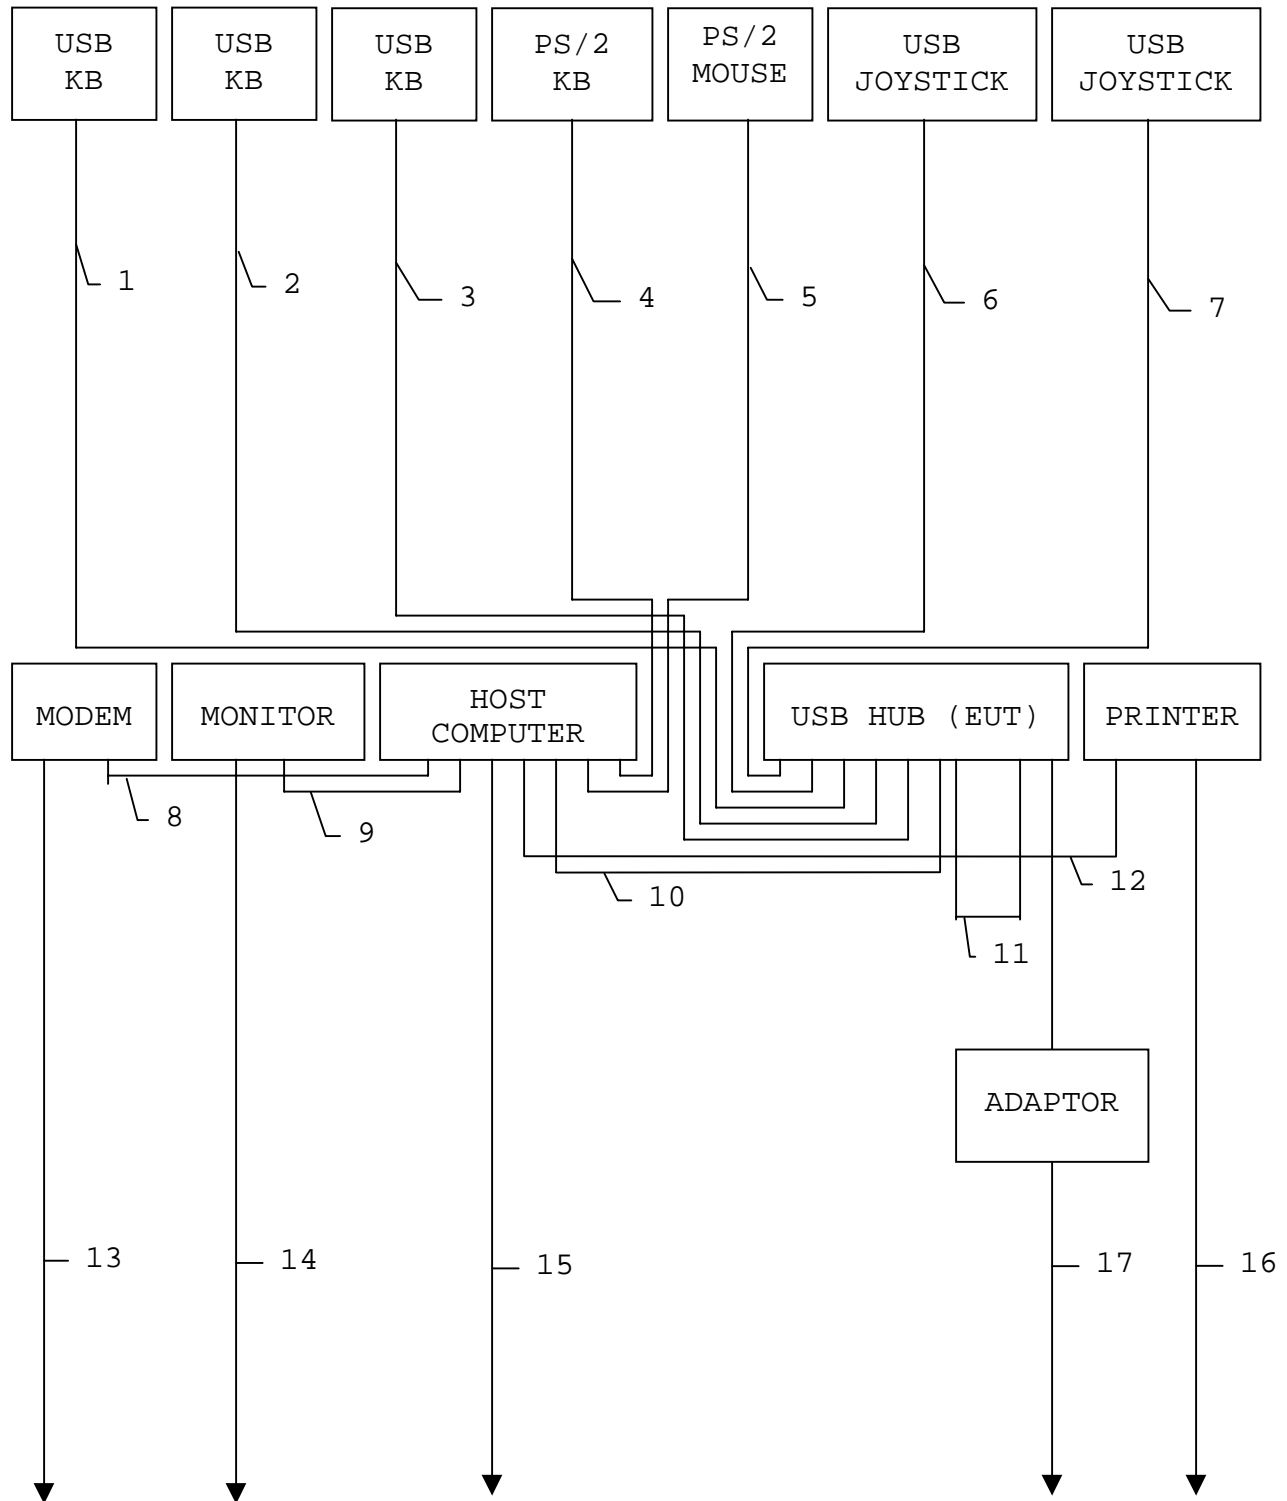 USB
KB
USB
KB
USB
KB
PS/2
KB
PS/2
MOUSE
USB
JOYSTICK
USB
JOYSTICK
1
2
3
4
5
6
7
MODEM
MONITOR
HOST
COMPUTER
USB HUB (EUT)
PRINTER
8
9
10
12
11
ADAPTOR
13
14
15
17
16